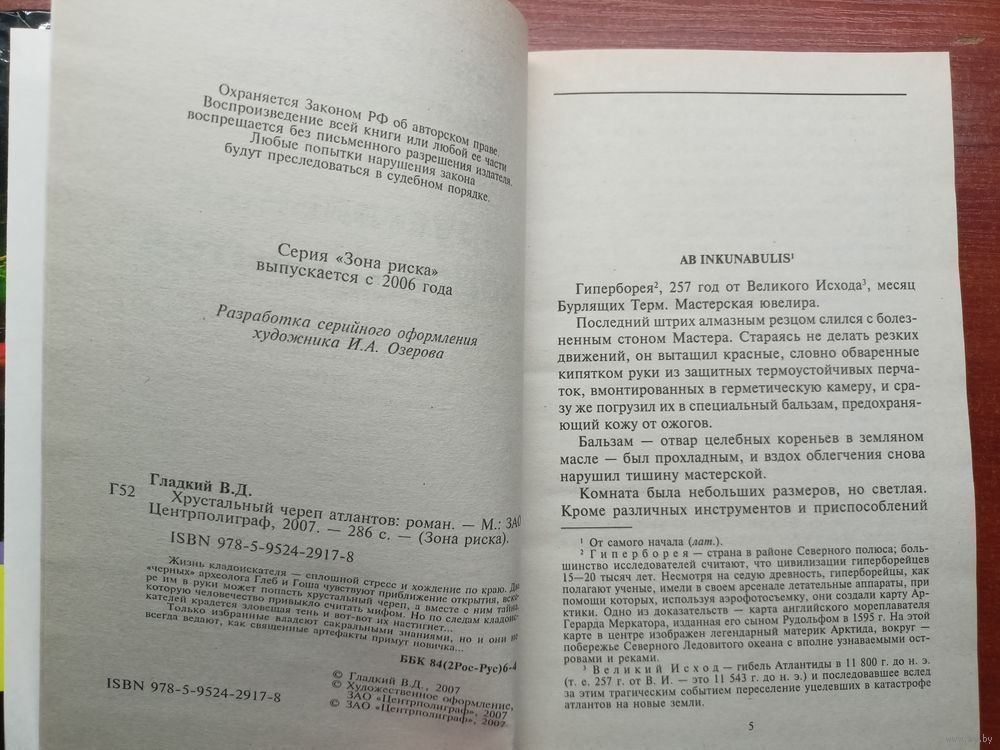 Охраняется Законом РФ об авторском праве.
Воспроизведение всей книги или любой ее части
воспрещается без письменного разрешения издателя.
Любые попытки нарушения закона
будут преследоваться в судебном порядке.
Серия «Зона риска»
выпускается с 2006 года
Разработка серийного оформления
художника И.А. Озерова
Гладкий В.Д.
Г52
Хрустальный череп атлантов: роман. — М.: ЗАО
Центрполиграф, 2007. — 286 с. — (Зона риска).
ISBN 978-5-9524-2917-8
Жизнь кладоискателя — сплошной стресс и хождение по краю. Два
«черных» археолога Глеб и Гоша чувствуют приближение открытия, вско-
ре им в руки может попасть хрустальный череп, а вместе с ним тайна,
которую человечество привыкло считать мифом. Но по следам кладоис-
кателей крадется зловещая тень и вот-вот их настигнет...
Только избранные владеют сакральными знаниями, но и они не
всегда ведают, как священные артефакты примут новичка...
ББК 84(2Рос-Рус)6-4
© Гладкий В.Д., 2007
© Художественное оформление,
ЗАО «Центрполиграф», 2007
© ЗАО «Центрполиграф», 2007
ISBN 978-5-9524-2917-8
AB INKUNABULIS¹
Гиперборея², 257 год от Великого Исхода³, месяц
Бурлящих Терм. Мастерская ювелира.
Последний штрих алмазным резцом слился с болез-
ненным стоном Мастера. Стараясь не делать резких
движений, он вытащил красные, словно обваренные
кипятком руки из защитных термоустойчивых перча-
ток, вмонтированных в герметическую камеру, и сра-
зу же погрузил их в специальный бальзам, предохраня-
ющий кожу от ожогов.
Бальзам — отвар целебных кореньев в земляном
масле — был прохладным, и вздох облегчения снова
нарушил тишину мастерской.
Комната была небольших размеров, но светлая.
Кроме различных инструментов и приспособлений
¹ От самого начала (лат.).
² Гиперборея — страна в районе Северного полюса; боль-
шинство исследователей считают, что цивилизации гиперборейцев
15—20 тысяч лет. Несмотря на седую древность, гиперборейцы, как
полагают ученые, имели в своем арсенале летательные аппараты, при
помощи которых, используя аэрофотосъемку, они создали карту Ар-
ктики. Одно из доказательств — карта английского мореплавателя
Герарда Меркатора, изданная его сыном Рудольфом в 1595 г. На этой
карте в центре изображен легендарный материк Арктида, вокруг —
побережье Северного Ледовитого океана с вполне узнаваемыми ост-
ровами и реками.
³ Великий Исход — гибель Атлантиды в 11 800 г. до н. э.
(т. е. 257 г. от В. И. — это 11 543 г. до н. э.) и последовавшее вслед
за этим трагическим событием переселение уцелевших в катастрофе
атлантов на новые земли.
5